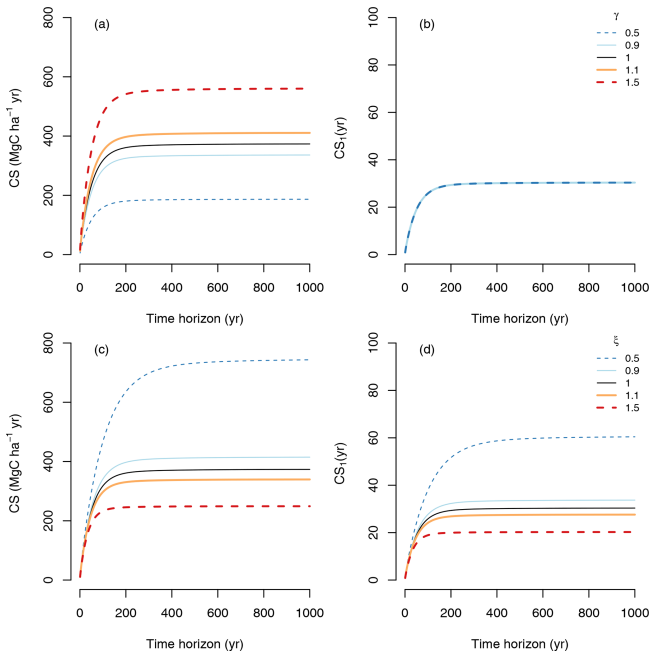 (a)
CS (MgC ha⁻¹ yr)
0 200 400 600 800
0 200 400 600 800 1000
Time horizon (yr)
(b)
CS₁(yr)
0 20 40 60 80 100
0 200 400 600 800 1000
Time horizon (yr)
γ
0.5
0.9
1
1.1
1.5
(c)
CS (MgC ha⁻¹ yr)
0 200 400 600 800
0 200 400 600 800 1000
Time horizon (yr)
(d)
CS₁(yr)
0 20 40 60 80 100
0 200 400 600 800 1000
Time horizon (yr)
ξ
0.5
0.9
1
1.1
1.5